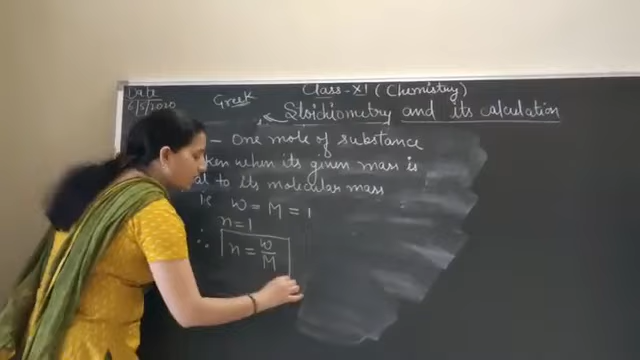 Date
6/5/2020
Class-XI (Chemistry)
Greek
Stoichiometry and its calculation
- One mole of substance
ken when its given mass is
al to its molecular mass
ie w = M = 1
n = 1
∴ n = w/M